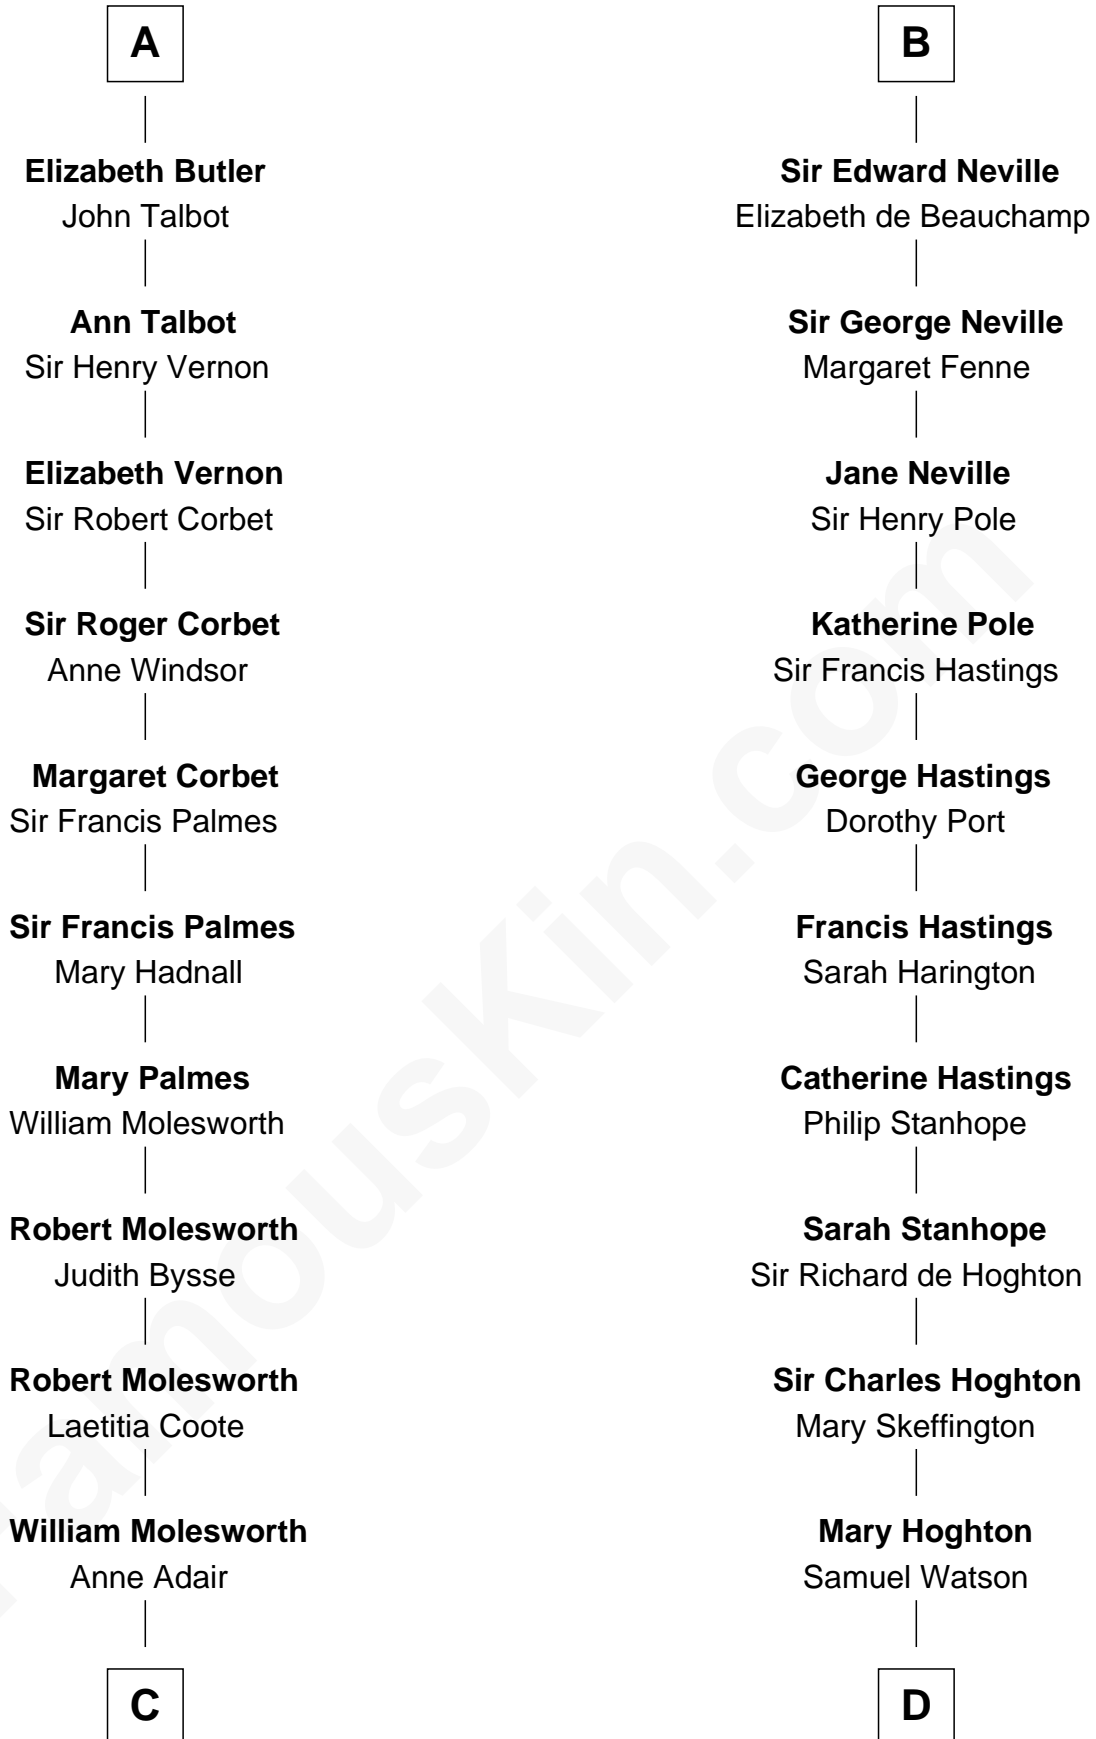 A
Elizabeth Butler
John Talbot
Ann Talbot
Sir Henry Vernon
Elizabeth Vernon
Sir Robert Corbet
Sir Roger Corbet
Anne Windsor
Margaret Corbet
Sir Francis Palmes
Sir Francis Palmes
Mary Hadnall
Mary Palmes
William Molesworth
Robert Molesworth
Judith Bysse
Robert Molesworth
Laetitia Coote
William Molesworth
Anne Adair
C
B
Sir Edward Neville
Elizabeth de Beauchamp
Sir George Neville
Margaret Fenne
Jane Neville
Sir Henry Pole
Katherine Pole
Sir Francis Hastings
George Hastings
Dorothy Port
Francis Hastings
Sarah Harington
Catherine Hastings
Philip Stanhope
Sarah Stanhope
Sir Richard de Hoghton
Sir Charles Hoghton
Mary Skeffington
Mary Hoghton
Samuel Watson
D
FamousKin.com